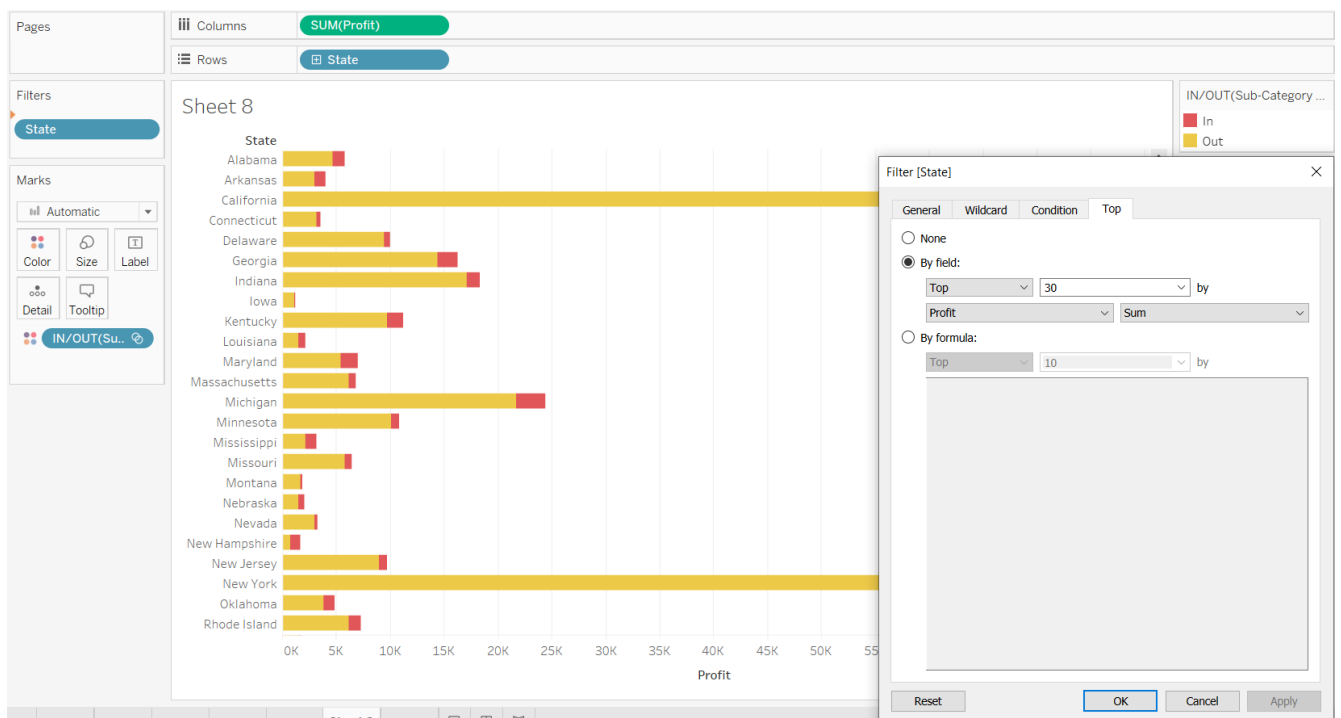 Pages
Columns
SUM(Profit)
Rows
State
Filters
State
Marks
Automatic
Color
Size
Label
Detail
Tooltip
IN/OUT(Su..
Sheet 8
State
Alabama
Arkansas
California
Connecticut
Delaware
Georgia
Indiana
Iowa
Kentucky
Louisiana
Maryland
Massachusetts
Michigan
Minnesota
Mississippi
Missouri
Montana
Nebraska
Nevada
New Hampshire
New Jersey
New York
Oklahoma
Rhode Island
0K 5K 10K 15K 20K 25K 30K 35K 40K 45K 50K 55
Profit
IN/OUT(Sub-Category ...
In
Out
Filter [State]
General Wildcard Condition Top
None
By field:
Top 30 by
Profit Sum
By formula:
Top 10 by
Reset OK Cancel Apply